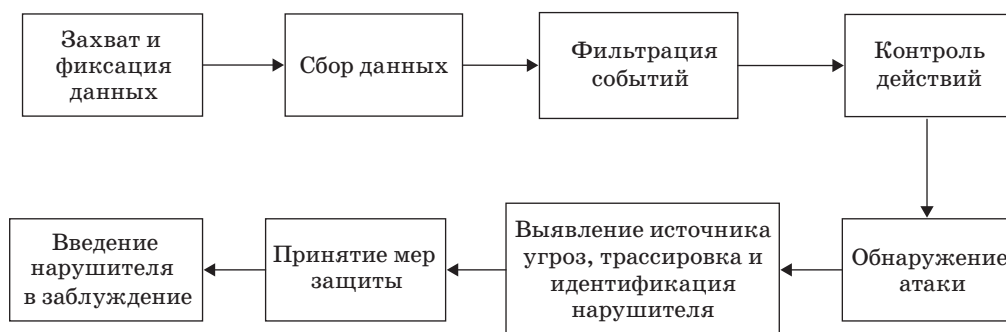 Захват и
фиксация
данных
Сбор данных
Фильтрация
событий
Контроль
действий
Обнаружение
атаки
Выявление источника
угроз, трассировка и
идентификация
нарушителя
Принятие мер
защиты
Введение
нарушителя
в заблуждение